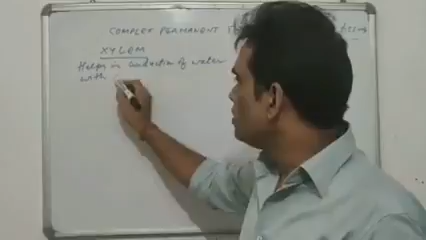 COMPLEX PERMANENT
XYLEM
Helps in conduction of water
with